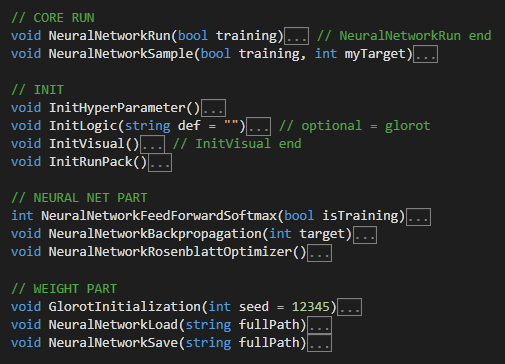 // CORE RUN
void NeuralNetworkRun(bool training)... // NeuralNetworkRun end
void NeuralNetworkSample(bool training, int myTarget)...
// INIT
void InitHyperParameter()...
void InitLogic(string def = "")... // optional = glorot
void InitVisual()... // InitVisual end
void InitRunPack()...
// NEURAL NET PART
int NeuralNetworkFeedForwardSoftmax(bool isTraining)...
void NeuralNetworkBackpropagation(int target)...
void NeuralNetworkRosenblattOptimizer()...
// WEIGHT PART
void GlorotInitialization(int seed = 12345)...
void NeuralNetworkLoad(string fullPath)...
void NeuralNetworkSave(string fullPath)...